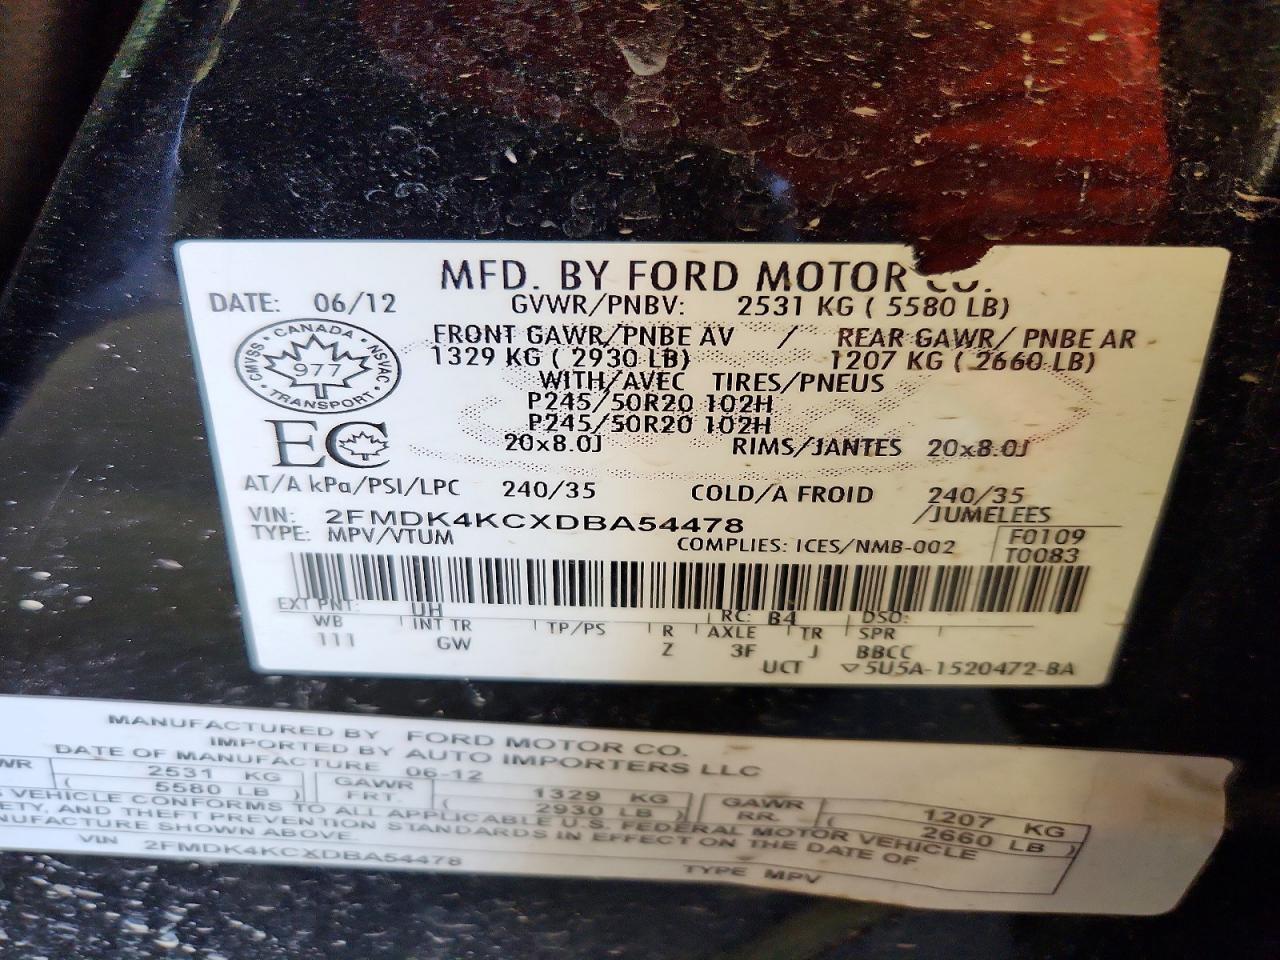 MFD. BY FORD MOTOR CO.
DATE: 06/12 GVWR/PNBV: 2531 KG ( 5580 LB)
FRONT GAWR/PNBE AV / REAR GAWR/ PNBE AR
1329 KG ( 2930 LB) 1207 KG ( 2660 LB)
WITH/AVEC TIRES/PNEUS
P245/50R20 102H
P245/50R20 102H
20x8.0J RIMS/JANTES 20x8.0J
CANADA
CMVSS NSVAC
977
TRANSPORT
EC
AT/A kPa/PSI/LPC 240/35 COLD/A FROID 240/35
/JUMELEES
VIN: 2FMDK4KCXDBA54478
TYPE: MPV/VTUM COMPLIES: ICES/NMB-002
F0109
T0083
EXT PNT: UH RC: B4 DSO:
WB INT TR TP/PS R AXLE TR SPR
111 GW Z 3F J BBCC
UCT ▽5U5A-1520472-BA
MANUFACTURED BY FORD MOTOR CO.
IMPORTED BY AUTO IMPORTERS LLC
DATE OF MANUFACTURE 06-12
WR 2531 KG GAWR 1329 KG GAWR 1207 KG
( 5580 LB ) FRT. ( 2930 LB ) RR. ( 2660 LB )
S VEHICLE CONFORMS TO ALL APPLICABLE U.S. FEDERAL MOTOR VEHICLE
ETY, AND THEFT PREVENTION STANDARDS IN EFFECT ON THE DATE OF
NUFACTURE SHOWN ABOVE
VIN 2FMDK4KCXDBA54478 TYPE MPV